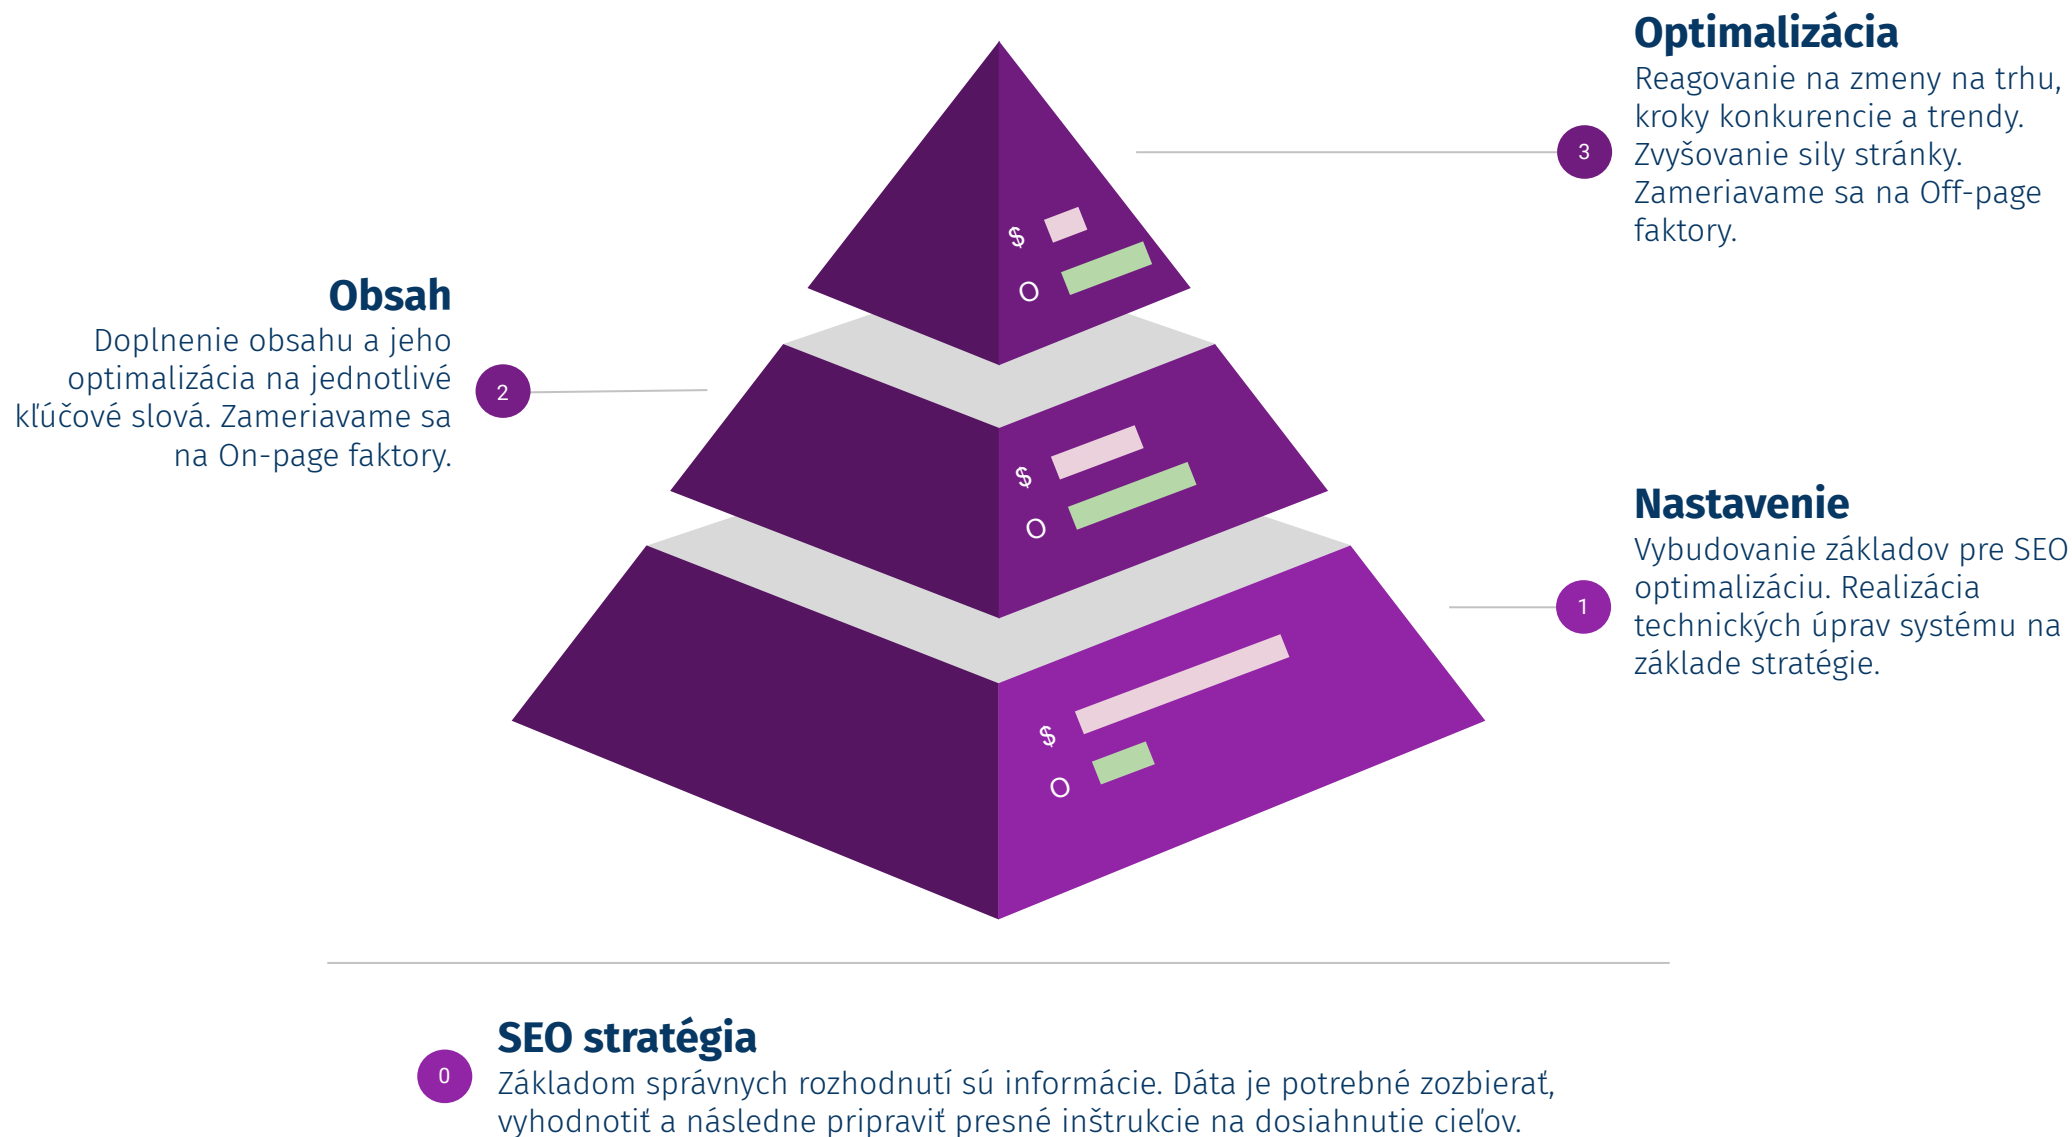 Optimalizácia
Reagovanie na zmeny na trhu,
kroky konkurencie a trendy.
Zvyšovanie sily stránky.
Zameriavame sa na Off-page
faktory.
3
$
O
Obsah
Doplnenie obsahu a jeho
optimalizácia na jednotlivé
kľúčové slová. Zameriavame sa
na On-page faktory.
2
$
O
Nastavenie
Vybudovanie základov pre SEO
optimalizáciu. Realizácia
technických úprav systému na
základe stratégie.
1
$
O
SEO stratégia
0
Základom správnych rozhodnutí sú informácie. Dáta je potrebné zozbierať,
vyhodnotiť a následne pripraviť presné inštrukcie na dosiahnutie cieľov.